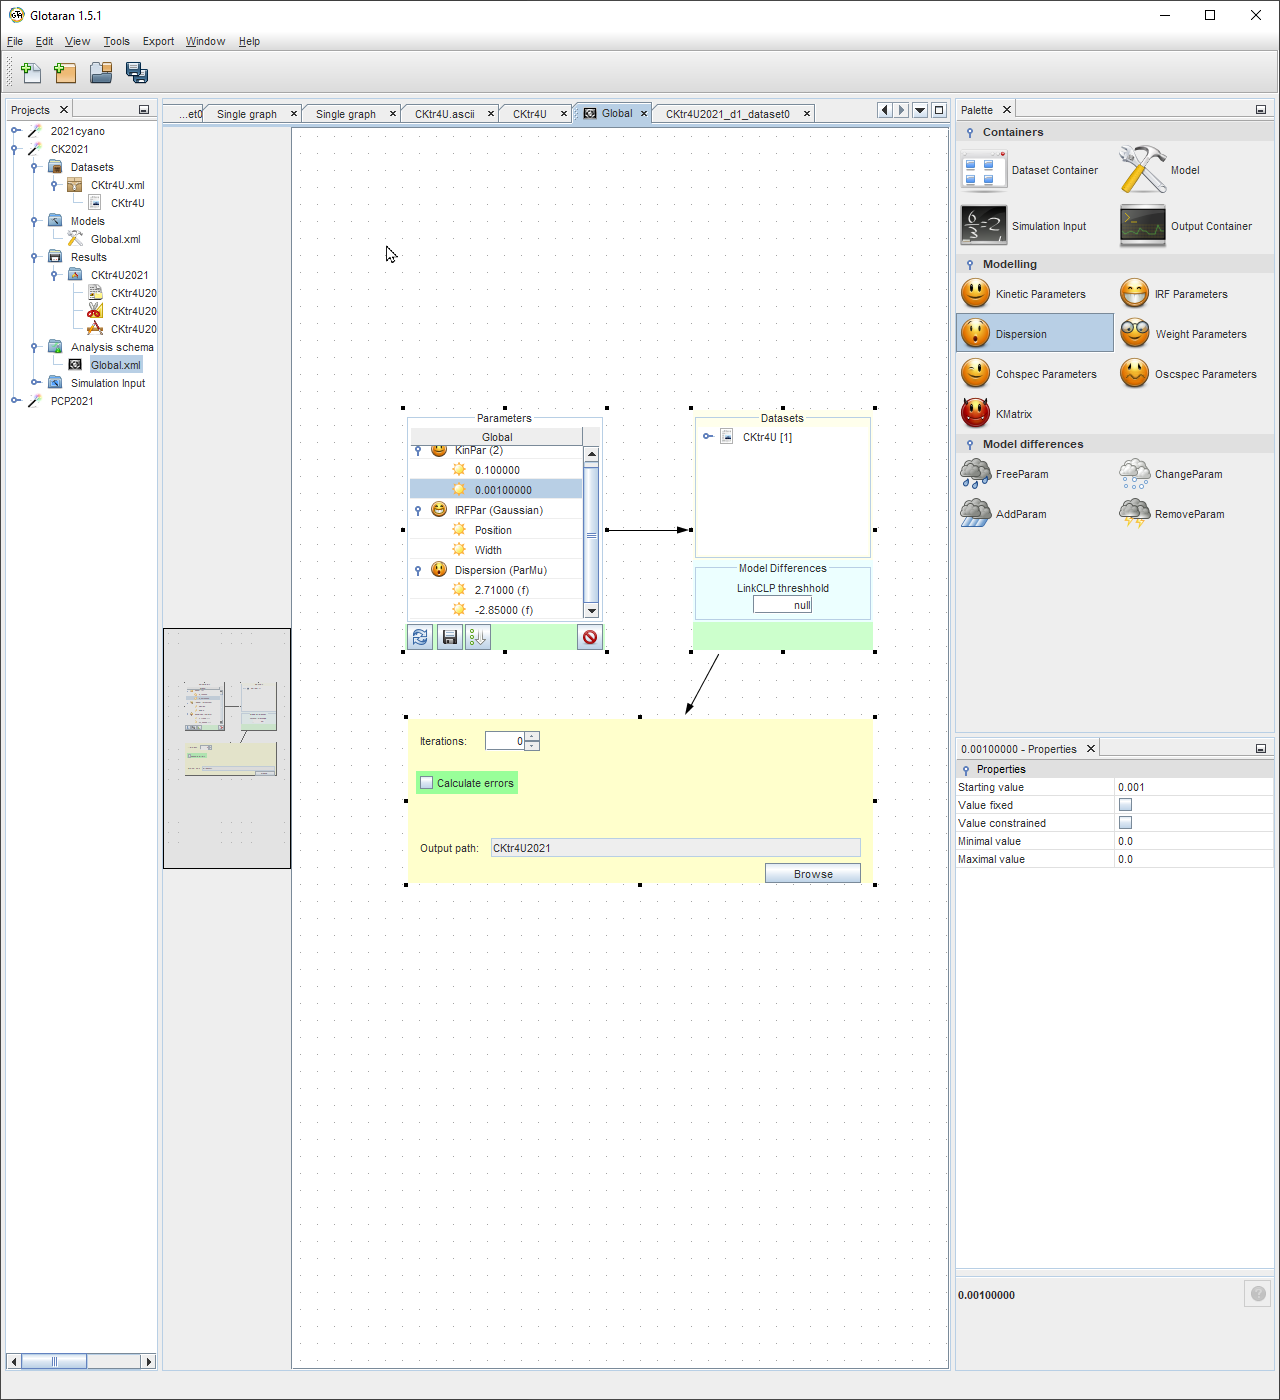 Glotaran 1.5.1
File Edit View Tools Export Window Help
Projects
...et0 Single graph Single graph CKtr4U.ascii CKtr4U Global CKtr4U2021_d1_dataset0
2021cyano
CK2021
Datasets
CKtr4U.xml
CKtr4U
Models
Global.xml
Results
CKtr4U2021
CKtr4U20
CKtr4U20
CKtr4U20
Analysis schema
Global.xml
Simulation Input
PCP2021
Parameters
Global
KinPar (2)
0.100000
0.00100000
IRFPar (Gaussian)
Position
Width
Dispersion (ParMu)
2.71000 (f)
-2.85000 (f)
Datasets
CKtr4U [1]
Model Differences
LinkCLP threshhold
null
Iterations: 0
Calculate errors
Output path: CKtr4U2021
Browse
Palette
Containers
Dataset Container Model
6/3=2
Simulation Input Output Container
Modelling
Kinetic Parameters IRF Parameters
Dispersion Weight Parameters
Cohspec Parameters Oscspec Parameters
KMatrix
Model differences
FreeParam ChangeParam
AddParam RemoveParam
0.00100000 - Properties
Properties
Starting value 0.001
Value fixed
Value constrained
Minimal value 0.0
Maximal value 0.0
0.00100000
?